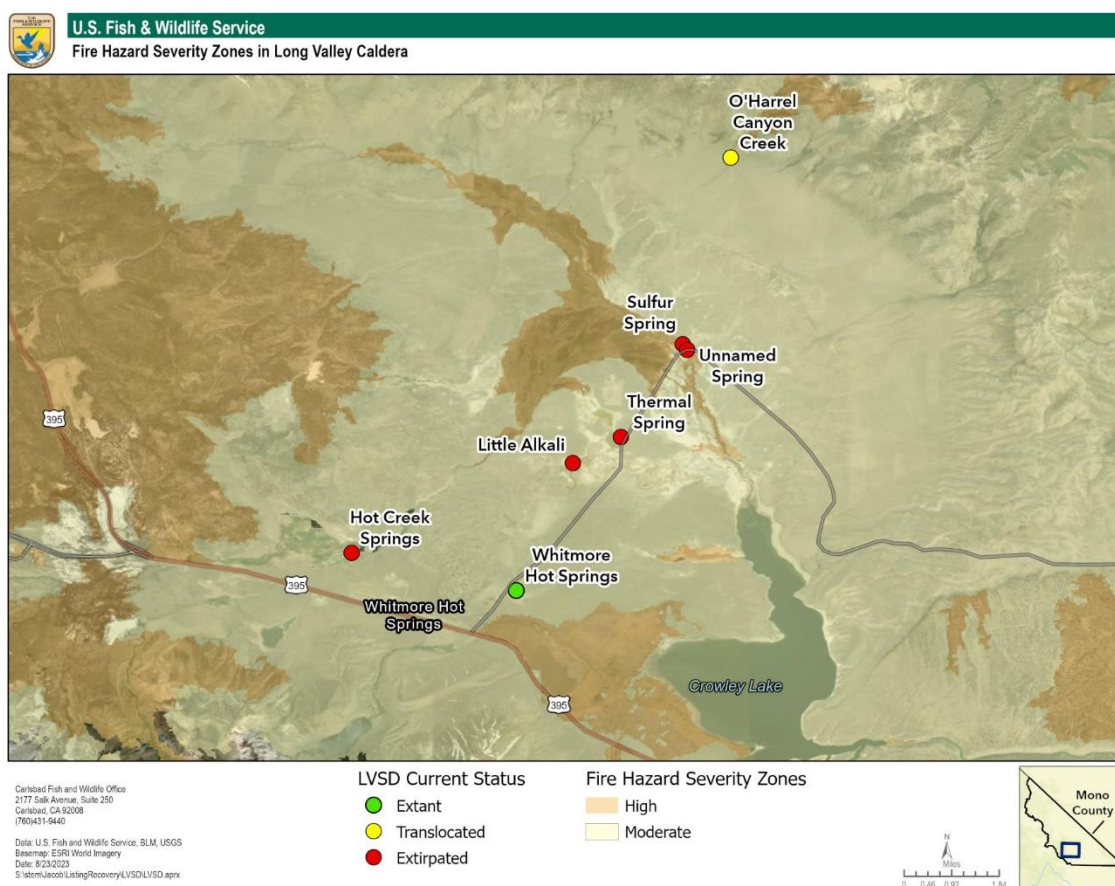 U.S.
FISH & WILDLIFE
SERVICE
U.S. Fish & Wildlife Service
Fire Hazard Severity Zones in Long Valley Caldera
O'Harrel
Canyon
Creek
Sulfur
Spring
Unnamed
Spring
Thermal
Spring
Little Alkali
395
Hot Creek
Springs
Whitmore
Hot Springs
395
Whitmore Hot
Springs
Crowley Lake
395
LVSD Current Status
Extant
Translocated
Extirpated
Fire Hazard Severity Zones
High
Moderate
Carlsbad Fish and Wildlife Office
2177 Salk Avenue, Suite 250
Carlsbad, CA 92008
(760)431-9440
Data: U.S. Fish and Wildlife Service, BLM, USGS
Basemap: ESRI World Imagery
Date: 8/23/2023
N
Miles
0 0.46 0.92 1.84
Mono
County